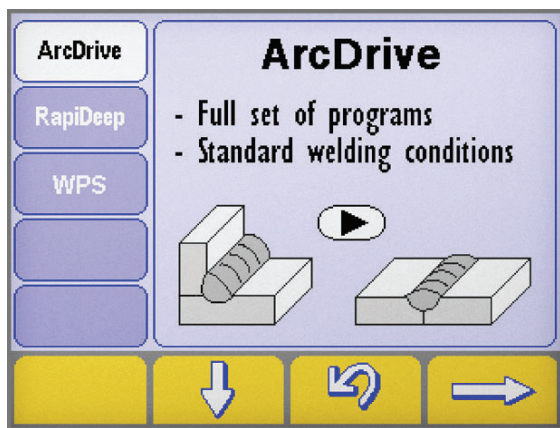 ArcDrive
RapiDeep
WPS
ArcDrive
- Full set of programs
- Standard welding conditions